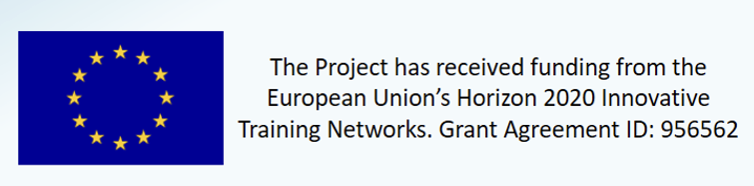 The Project has received funding from the
European Union’s Horizon 2020 Innovative
Training Networks. Grant Agreement ID: 956562